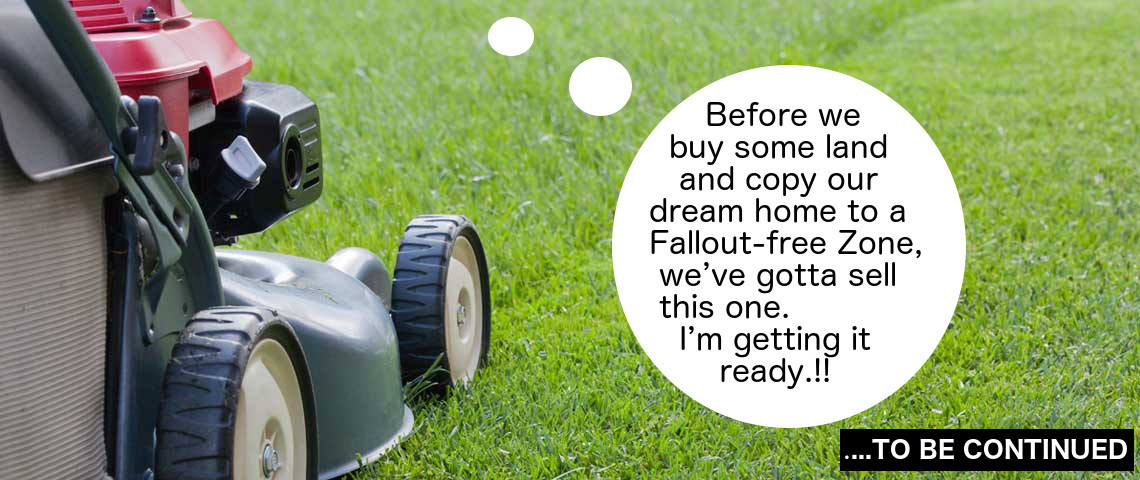 Before we
buy some land
and copy our
dream home to a
Fallout-free Zone,
we've gotta sell
this one.
I'm getting it
ready.!!
....TO BE CONTINUED